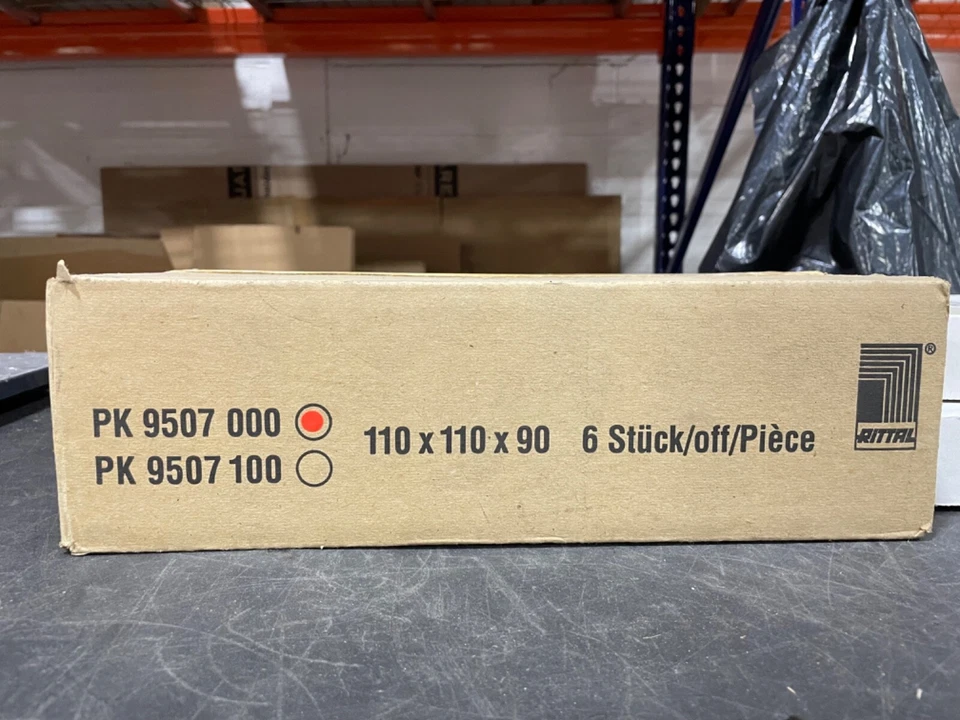 PK 9507 000
PK 9507 100
110 x 110 x 90 6 Stück/off/Pièce
®
RITTAL